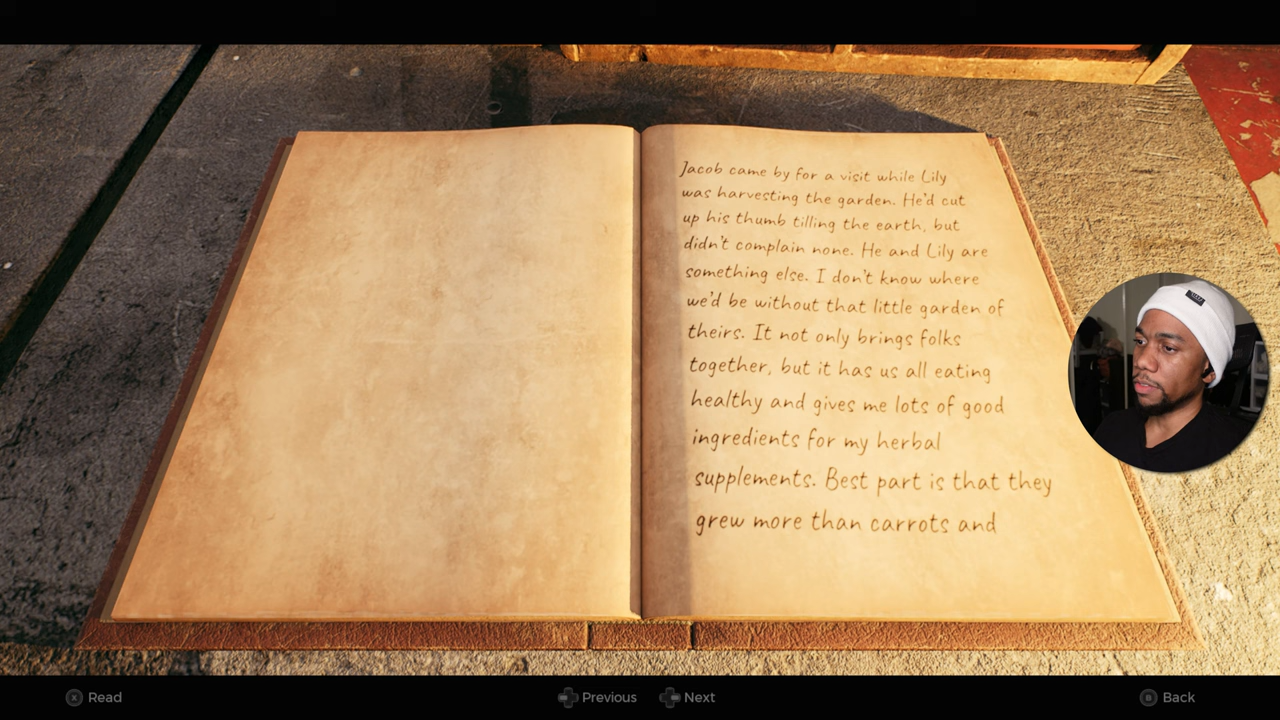 Jacob came by for a visit while Lily
was harvesting the garden. He'd cut
up his thumb tilling the earth, but
didn't complain none. He and Lily are
something else. I don't know where
we'd be without that little garden of
theirs. It not only brings folks
together, but it has us all eating
healthy and gives me lots of good
ingredients for my herbal
supplements. Best part is that they
grew more than carrots and
X Read
Previous
Next
B Back